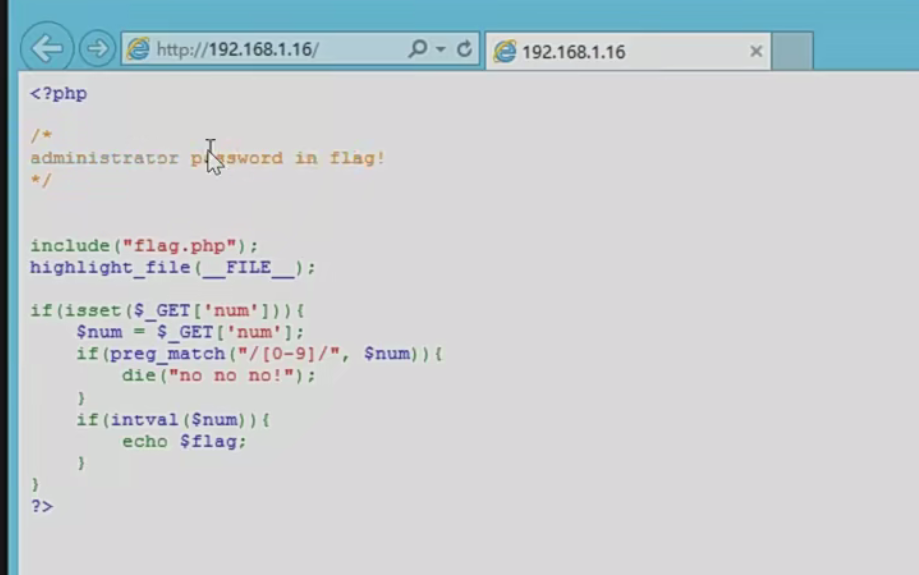 http://192.168.1.16/
192.168.1.16
<?php
/*
administrator password in flag!
*/
include("flag.php");
highlight_file(__FILE__);
if(isset($_GET['num'])){
    $num = $_GET['num'];
    if(preg_match("/[0-9]/", $num)){
        die("no no no!");
    }
    if(intval($num)){
        echo $flag;
    }
}
?>